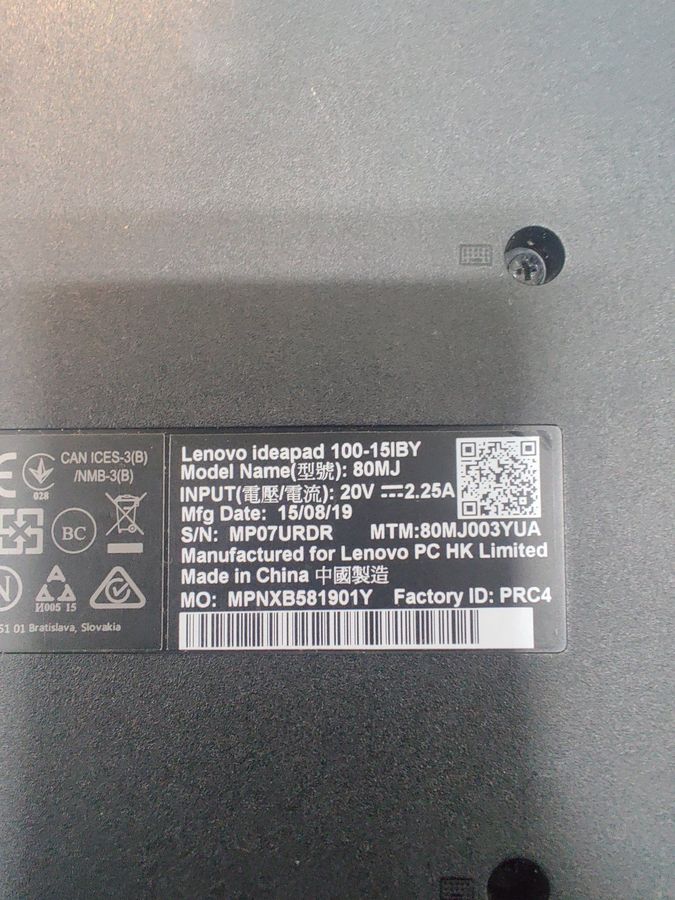 CAN ICES-3(B)
/NMB-3(B)
028
BC
И005 15
51 01 Bratislava, Slovakia
Lenovo ideapad 100-15IBY
Model Name(型號): 80MJ
INPUT(電壓/電流): 20V ⎓2.25A
Mfg Date: 15/08/19
S/N: MP07URDR MTM:80MJ003YUA
Manufactured for Lenovo PC HK Limited
Made in China 中國製造
MO: MPNXB581901Y Factory ID: PRC4